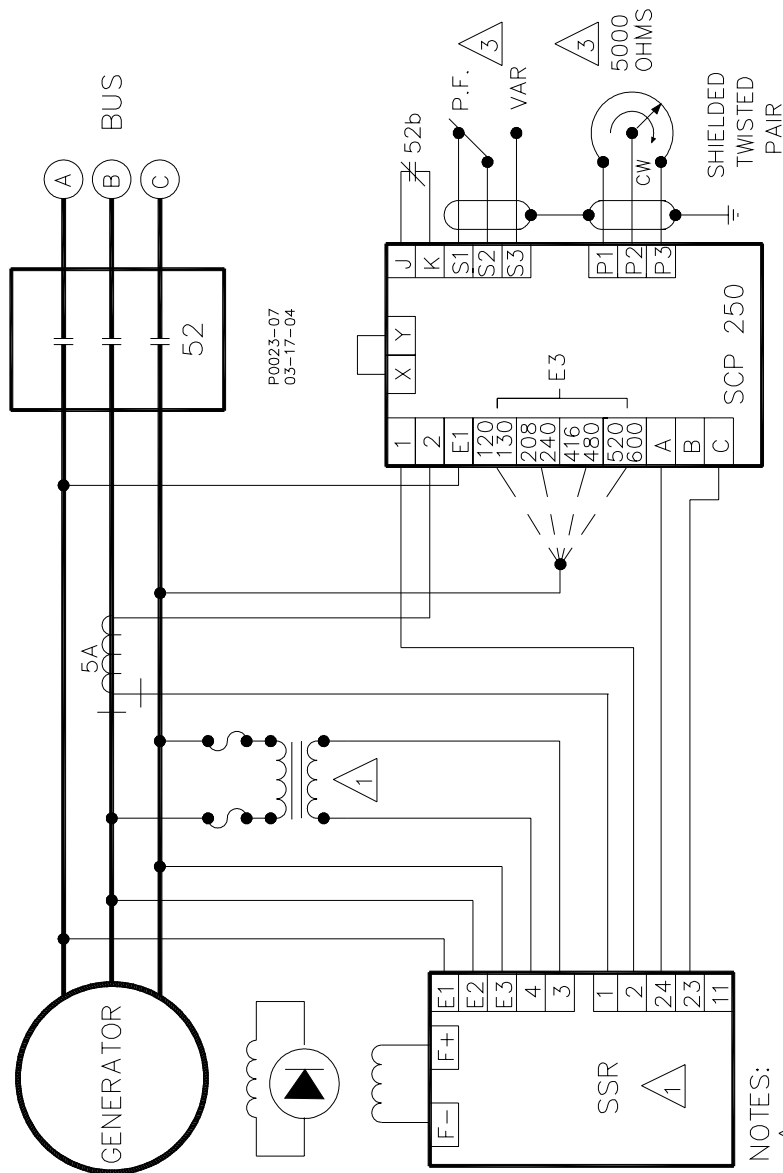 GENERATOR
A
B
C
BUS
52
P0023-07
03-17-04
5A
1
F-
F+
SSR
1
E1
E2
E3
4
3
1
2
24
23
11
1
2
E1
120
130
208
240
416
480
520
600
A
B
C
E3
X
Y
SCP 250
J
K
S1
S2
S3
P1
P2
P3
52b
P.F.
3
VAR
3
5000
OHMS
CW
SHIELDED
TWISTED
PAIR
NOTES: